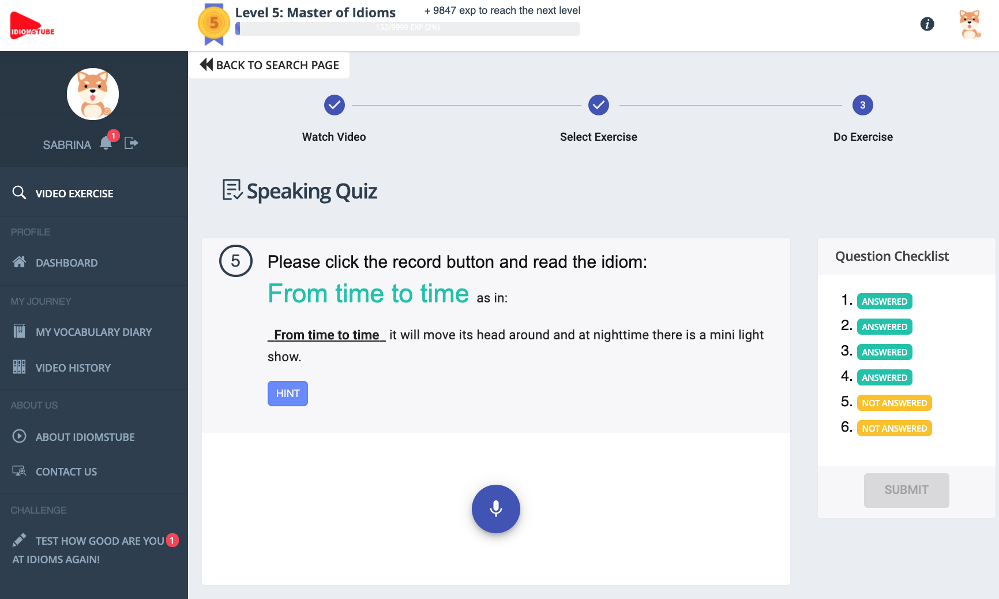 IDIOMSTUBE
5
Level 5: Master of Idioms
+ 9847 exp to reach the next level
152/9999 EXP (2%)
i
SABRINA
1
VIDEO EXERCISE
PROFILE
DASHBOARD
MY JOURNEY
MY VOCABULARY DIARY
VIDEO HISTORY
ABOUT US
ABOUT IDIOMSTUBE
CONTACT US
CHALLENGE
TEST HOW GOOD ARE YOU 1
AT IDIOMS AGAIN!
BACK TO SEARCH PAGE
3
Watch Video
Select Exercise
Do Exercise
Speaking Quiz
5
Please click the record button and read the idiom:
From time to time as in:
_From time to time_ it will move its head around and at nighttime there is a mini light
show.
HINT
Question Checklist
1. ANSWERED
2. ANSWERED
3. ANSWERED
4. ANSWERED
5. NOT ANSWERED
6. NOT ANSWERED
SUBMIT